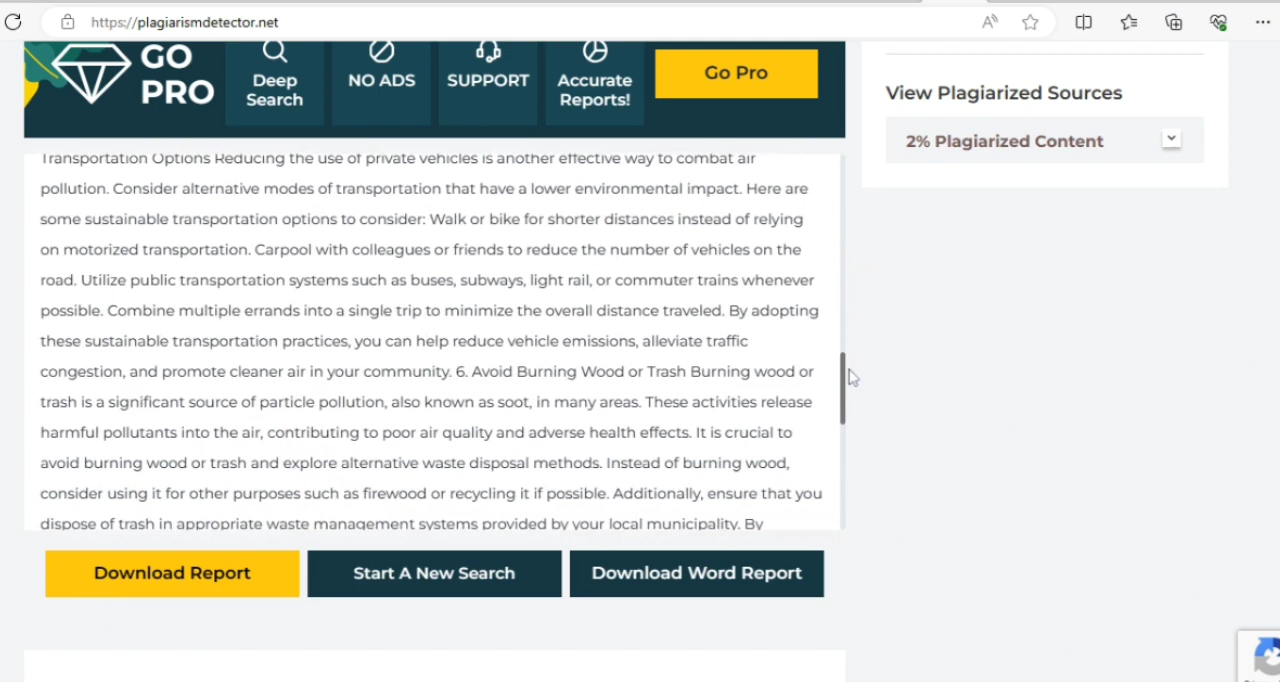 https://plagiarismdetector.net
GO
PRO
Deep
Search
NO ADS
SUPPORT
Accurate
Reports!
Go Pro
Transportation Options Reducing the use of private vehicles is another effective way to combat air
pollution. Consider alternative modes of transportation that have a lower environmental impact. Here are
some sustainable transportation options to consider: Walk or bike for shorter distances instead of relying
on motorized transportation. Carpool with colleagues or friends to reduce the number of vehicles on the
road. Utilize public transportation systems such as buses, subways, light rail, or commuter trains whenever
possible. Combine multiple errands into a single trip to minimize the overall distance traveled. By adopting
these sustainable transportation practices, you can help reduce vehicle emissions, alleviate traffic
congestion, and promote cleaner air in your community. 6. Avoid Burning Wood or Trash Burning wood or
trash is a significant source of particle pollution, also known as soot, in many areas. These activities release
harmful pollutants into the air, contributing to poor air quality and adverse health effects. It is crucial to
avoid burning wood or trash and explore alternative waste disposal methods. Instead of burning wood,
consider using it for other purposes such as firewood or recycling it if possible. Additionally, ensure that you
dispose of trash in appropriate waste management systems provided by your local municipality. By
Download Report
Start A New Search
Download Word Report
View Plagiarized Sources
2% Plagiarized Content